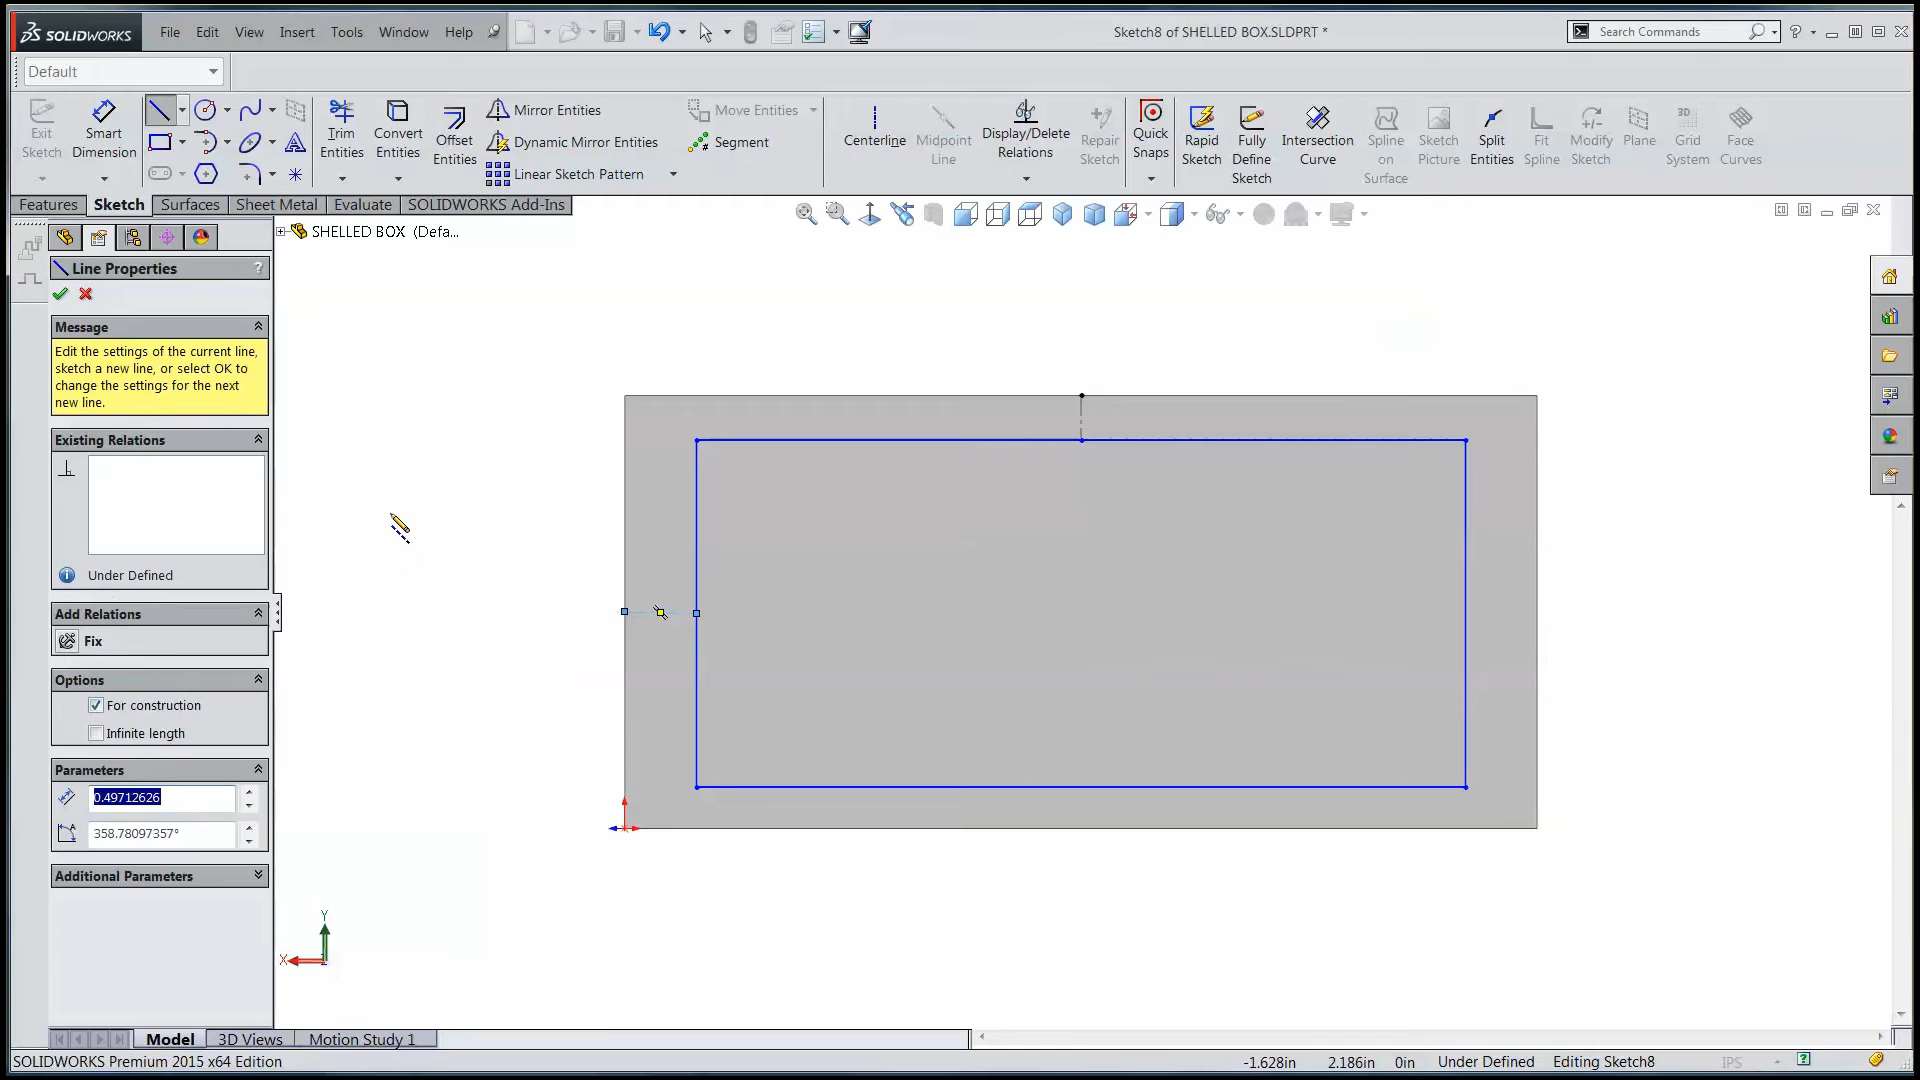 SOLIDWORKS File Edit View Insert Tools Window Help Sketch8 of SHELLED BOX.SLDPRT * Search Commands ?
Default
Exit Sketch
Smart Dimension
Trim Entities
Convert Entities
Offset Entities
Mirror Entities
Dynamic Mirror Entities
Linear Sketch Pattern
Move Entities
Segment
Centerline
Midpoint Line
Display/Delete Relations
Repair Sketch
Quick Snaps
Rapid Sketch
Fully Define Sketch
Intersection Curve
Spline on Surface
Sketch Picture
Split Entities
Fit Spline
Modify Sketch
Plane
3D Grid System
Face Curves
Features Sketch Surfaces Sheet Metal Evaluate SOLIDWORKS Add-Ins
SHELLED BOX (Defa...
Line Properties ?
Message
Edit the settings of the current line,
sketch a new line, or select OK to
change the settings for the next
new line.
Existing Relations
Under Defined
Add Relations
Fix
Options
For construction
Infinite length
Parameters
0.49712626
358.78097357°
Additional Parameters
Y
X
Model 3D Views Motion Study 1
SOLIDWORKS Premium 2015 x64 Edition -1.628in 2.186in 0in Under Defined Editing Sketch8 IPS ?